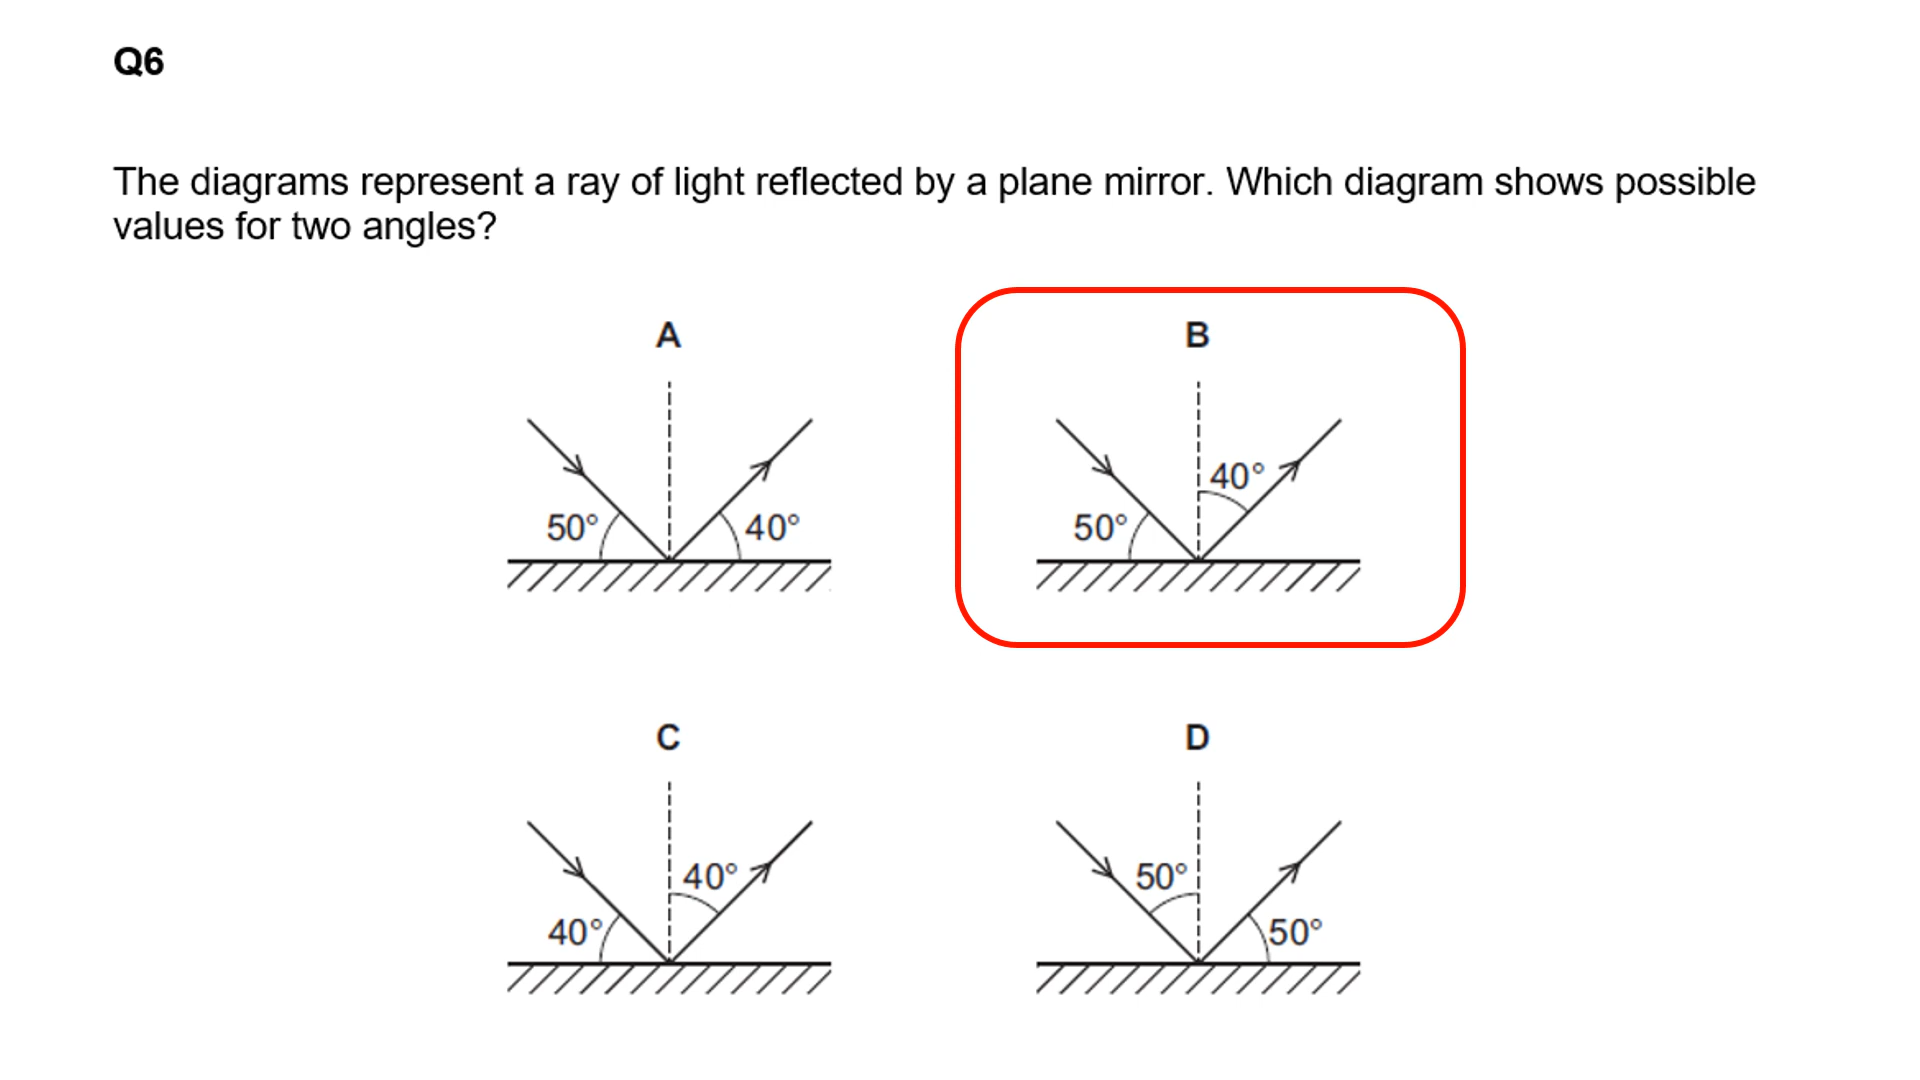 Q6
The diagrams represent a ray of light reflected by a plane mirror. Which diagram shows possible
values for two angles?
A
50°
40°
B
50°
40°
C
40°
40°
D
50°
50°